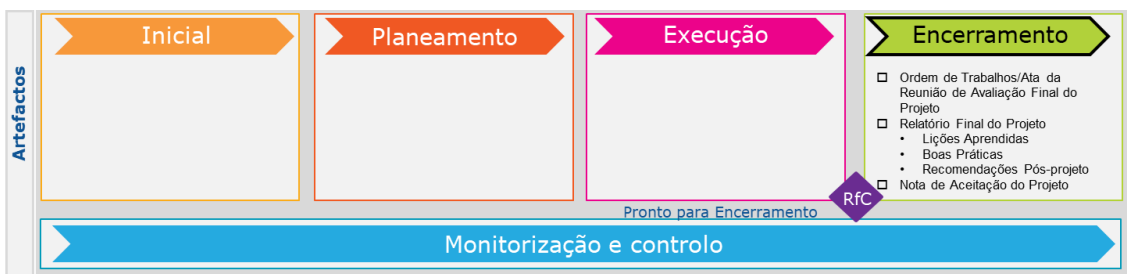 Artefactos
Inicial
Planeamento
Execução
Encerramento
Ordem de Trabalhos/Ata da
Reunião de Avaliação Final do
Projeto
Relatório Final do Projeto
• Lições Aprendidas
• Boas Práticas
• Recomendações Pós-projeto
Nota de Aceitação do Projeto
RfC
Pronto para Encerramento
Monitorização e controlo